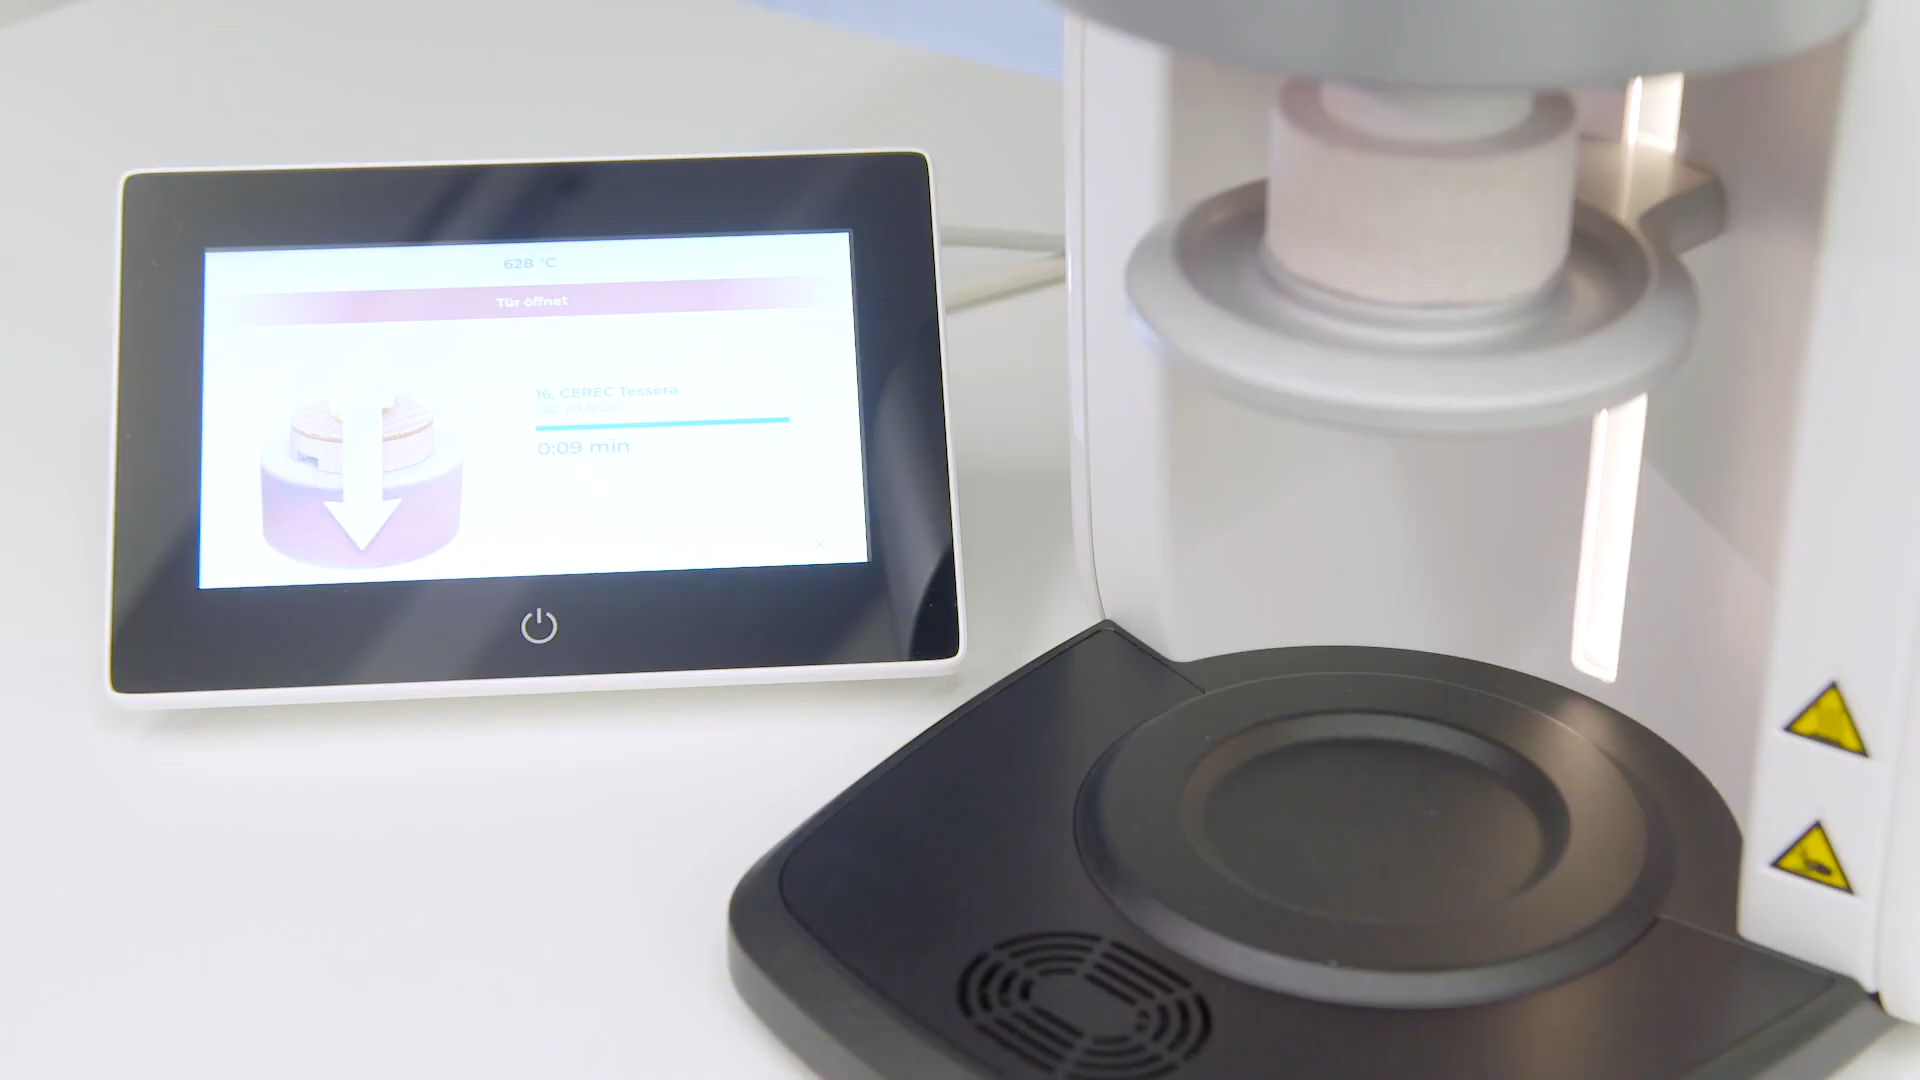 628 °C
Tür öffnet
16, CEREC Tessera
0:09 min